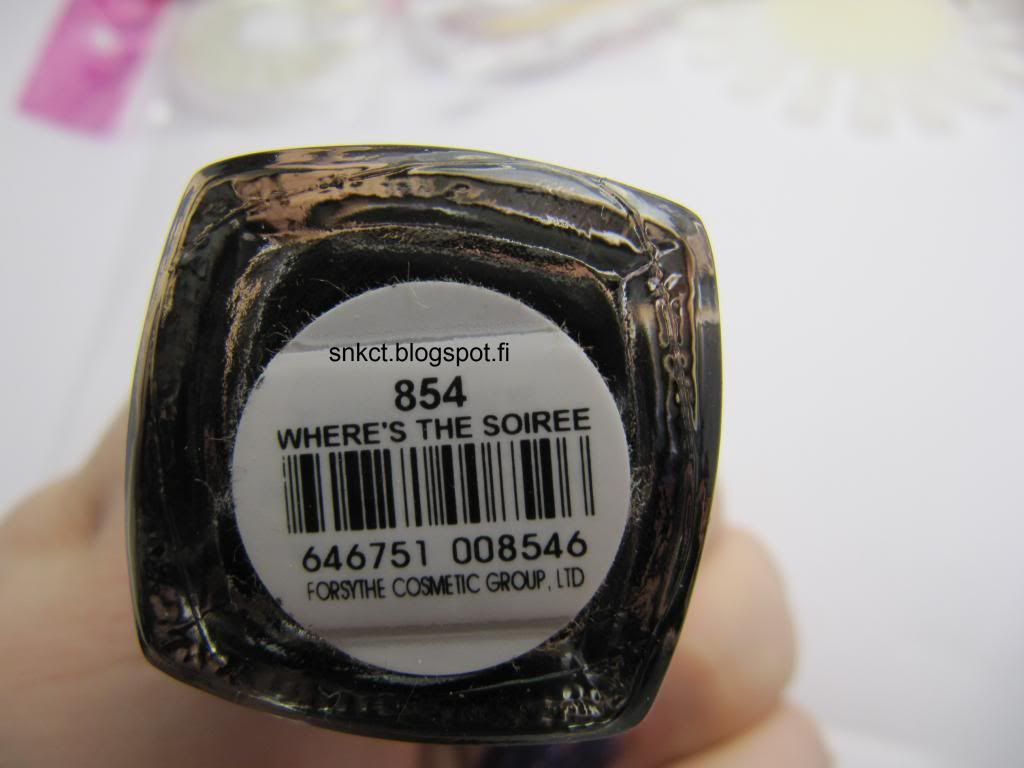 snkct.blogspot.fi
854
WHERE'S THE SOIREE
646751 008546
FORSYTHE COSMETIC GROUP, LTD